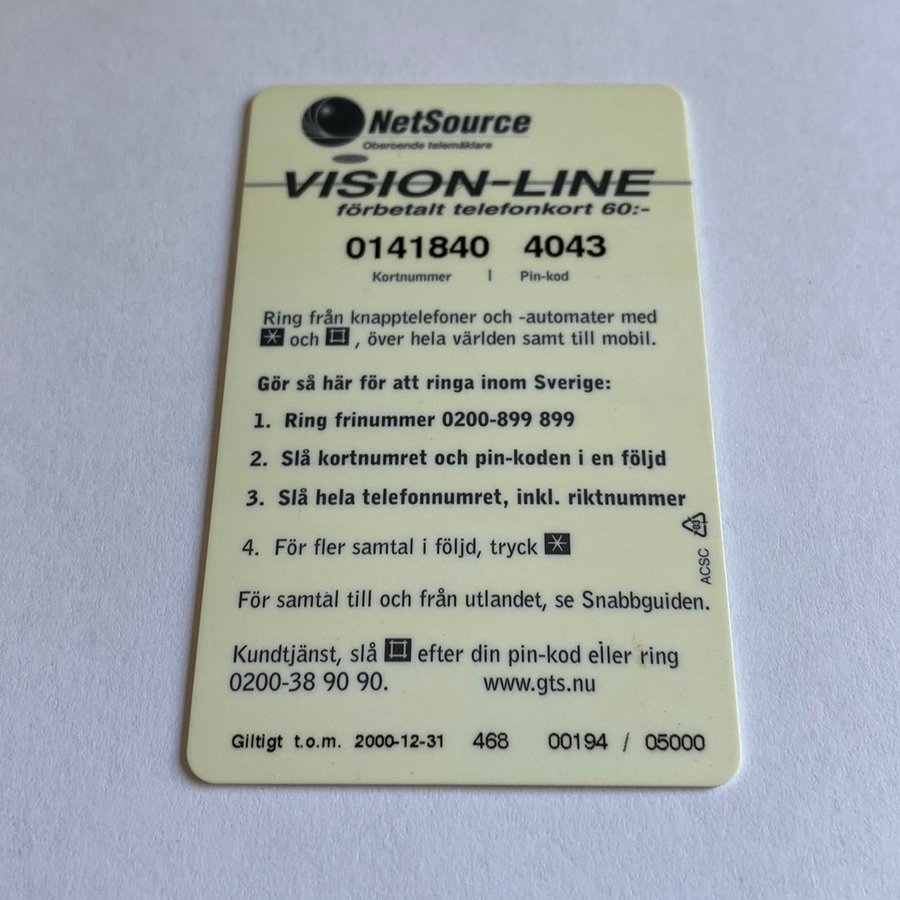 NetSource
Oberoende telemäklare
VISION-LINE
förbetalt telefonkort 60:-
0141840 4043
Kortnummer | Pin-kod
Ring från knapptelefoner och -automater med
* och # , över hela världen samt till mobil.
Gör så här för att ringa inom Sverige:
1. Ring frinummer 0200-899 899
2. Slå kortnumret och pin-koden i en följd
3. Slå hela telefonnumret, inkl. riktnummer
4. För fler samtal i följd, tryck *
För samtal till och från utlandet, se Snabbguiden.
Kundtjänst, slå # efter din pin-kod eller ring
0200-38 90 90. www.gts.nu
Giltigt t.o.m. 2000-12-31 468 00194 / 05000
ACSC 03